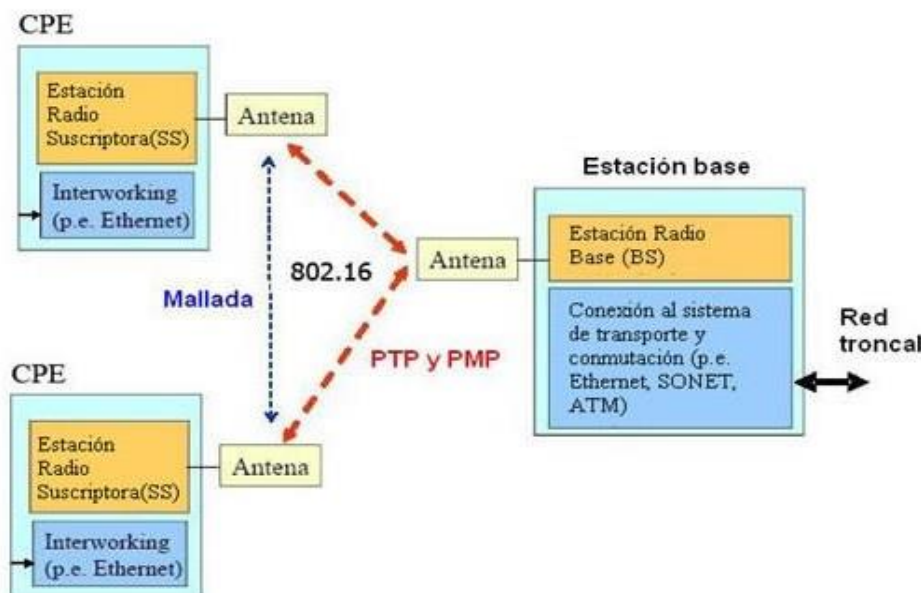 CPE
Estación
Radio
Suscriptora(SS)
Antena
Interworking
(p.e. Ethernet)
Estación base
Estación Radio
Base (BS)
Antena
802.16
Mallada
PTP y PMP
Conexión al sistema
de transporte y
conmutación (p.e.
Ethernet, SONET,
ATM)
Red
troncal
CPE
Estación
Radio
Suscriptora(SS)
Antena
Interworking
(p.e. Ethernet)